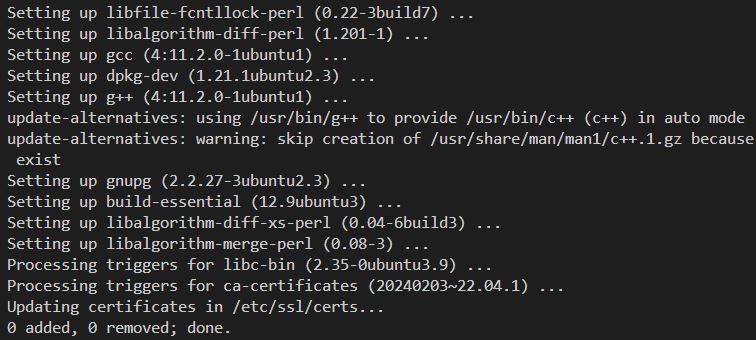 Setting up libfile-fcntllock-perl (0.22-3build7) ...
Setting up libalgorithm-diff-perl (1.201-1) ...
Setting up gcc (4:11.2.0-1ubuntu1) ...
Setting up dpkg-dev (1.21.1ubuntu2.3) ...
Setting up g++ (4:11.2.0-1ubuntu1) ...
update-alternatives: using /usr/bin/g++ to provide /usr/bin/c++ (c++) in auto mode
update-alternatives: warning: skip creation of /usr/share/man/man1/c++.1.gz because
 exist
Setting up gnupg (2.2.27-3ubuntu2.3) ...
Setting up build-essential (12.9ubuntu3) ...
Setting up libalgorithm-diff-xs-perl (0.04-6build3) ...
Setting up libalgorithm-merge-perl (0.08-3) ...
Processing triggers for libc-bin (2.35-0ubuntu3.9) ...
Processing triggers for ca-certificates (20240203~22.04.1) ...
Updating certificates in /etc/ssl/certs...
0 added, 0 removed; done.